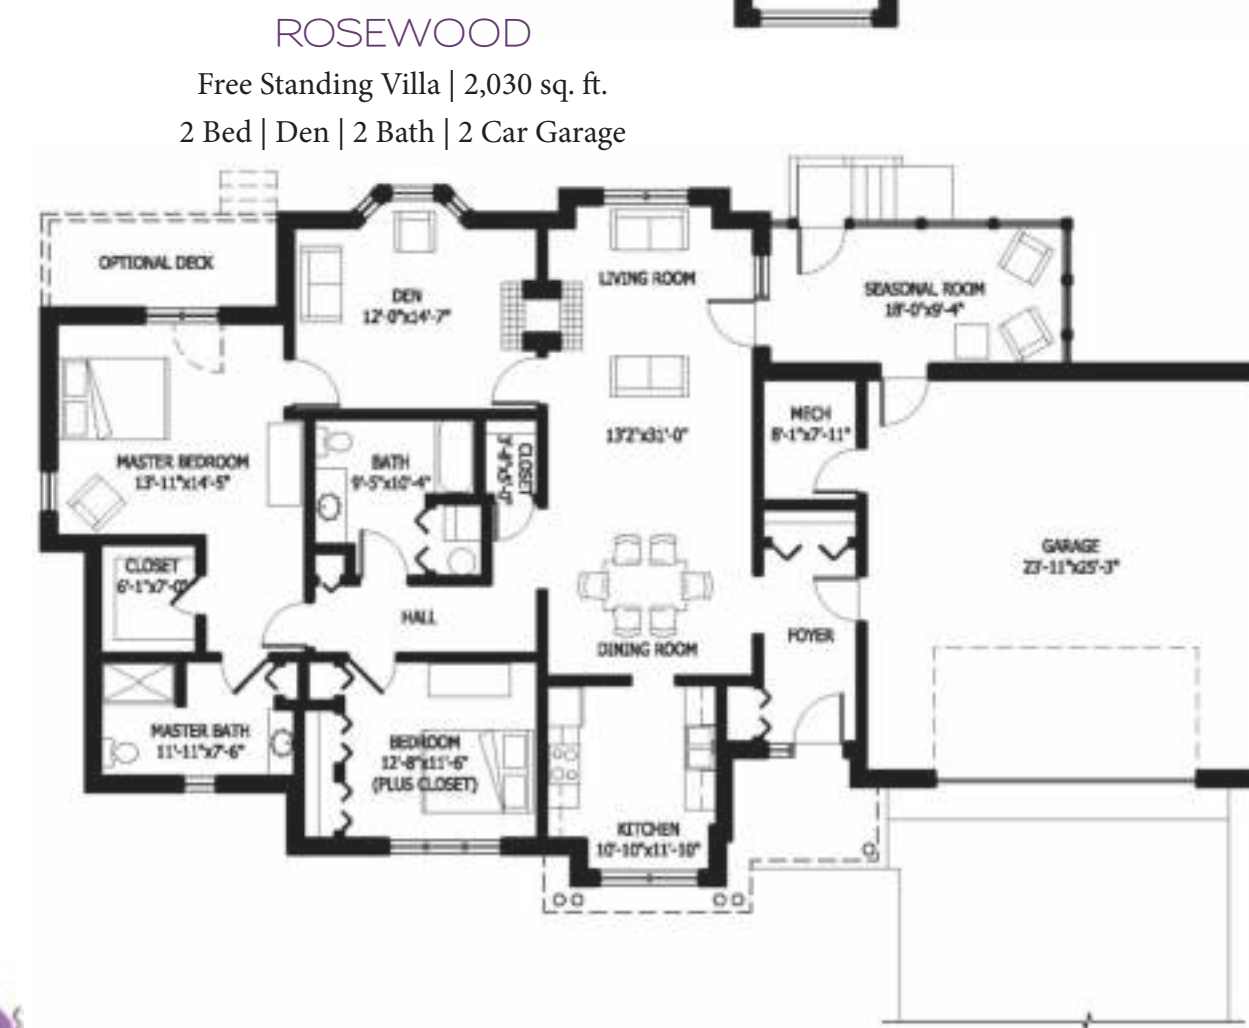 ROSEWOOD
Free Standing Villa | 2,030 sq. ft.
2 Bed | Den | 2 Bath | 2 Car Garage
OPTIONAL DECK
DEN
12'-0"x14'-7"
LIVING ROOM
SEASONAL ROOM
18'-0"x9'-4"
13'2"x31'-0"
MECH
8'-1"x7'-11"
MASTER BEDROOM
13'-11"x14'-5"
BATH
9'-5"x10'-4"
CLOSET
CLOSET
6'-1"x7'-0"
GARAGE
23'-11"x25'-3"
HALL
FOYER
DINING ROOM
MASTER BATH
11'-11"x7'-6"
BEDROOM
12'-8"x11'-6"
(PLUS CLOSET)
KITCHEN
10'-10"x11'-10"